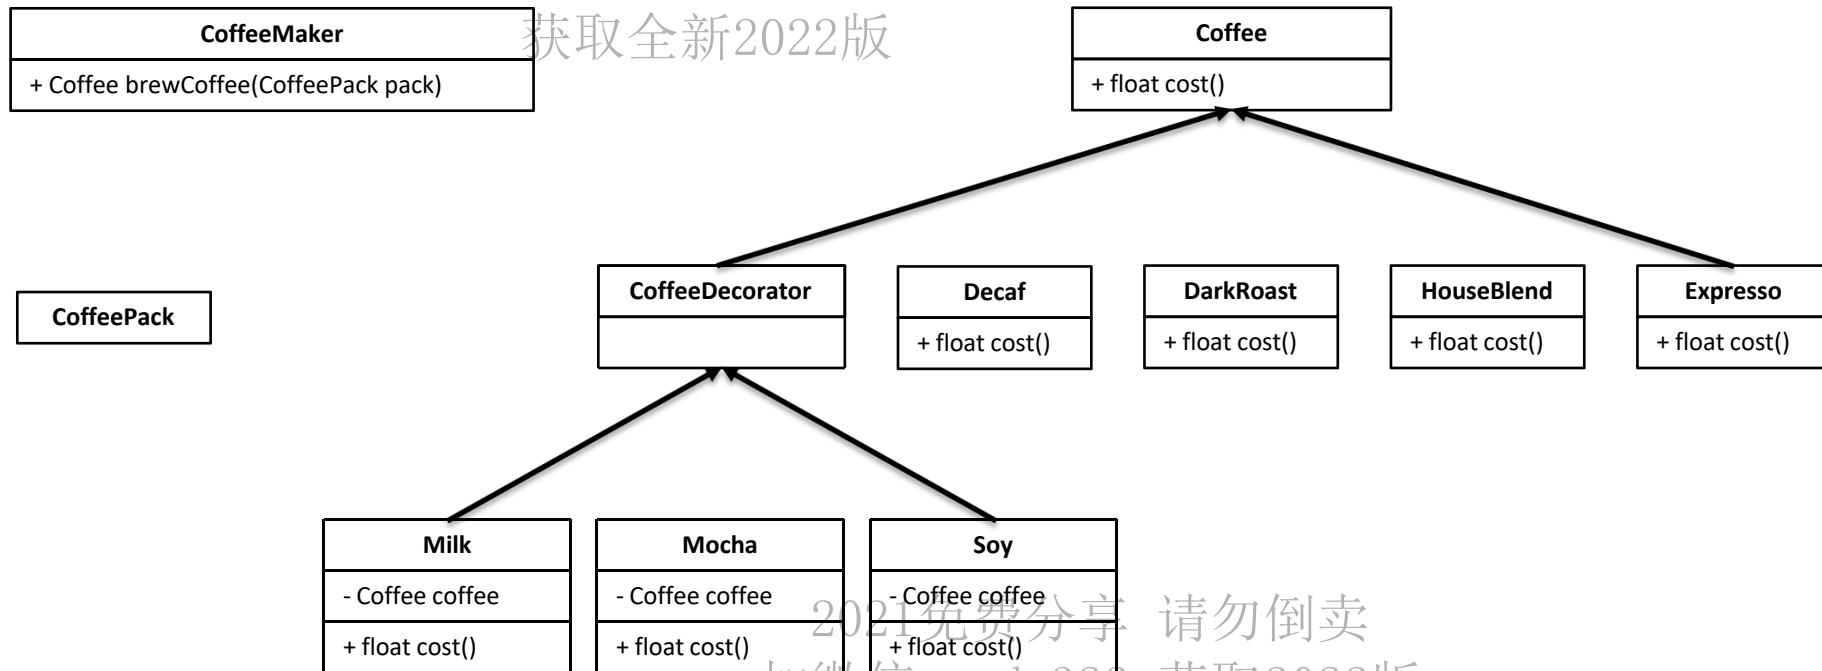 CoffeeMaker
+ Coffee brewCoffee(CoffeePack pack)
获取全新2022版
Coffee
+ float cost()
CoffeePack
CoffeeDecorator
Decaf
+ float cost()
DarkRoast
+ float cost()
HouseBlend
+ float cost()
Expresso
+ float cost()
Milk
- Coffee coffee
+ float cost()
Mocha
- Coffee coffee
+ float cost()
Soy
- Coffee coffee
+ float cost()
2021免费分享 请勿倒卖